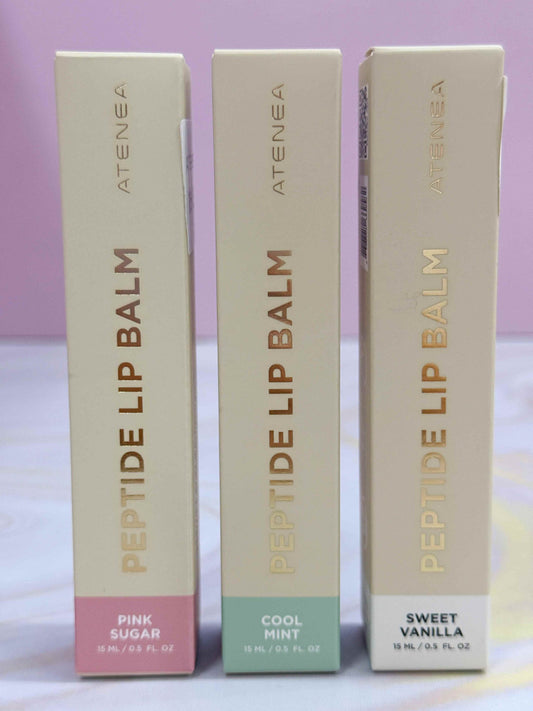 ATENEA
PEPTIDE LIP BALM
PINK
SUGAR
15 ML / 0.5 FL. OZ
ATENEA
PEPTIDE LIP BALM
COOL
MINT
15 ML / 0.5 FL. OZ
ATENEA
PEPTIDE LIP BALM
SWEET
VANILLA
15 ML / 0.5 FL. OZ